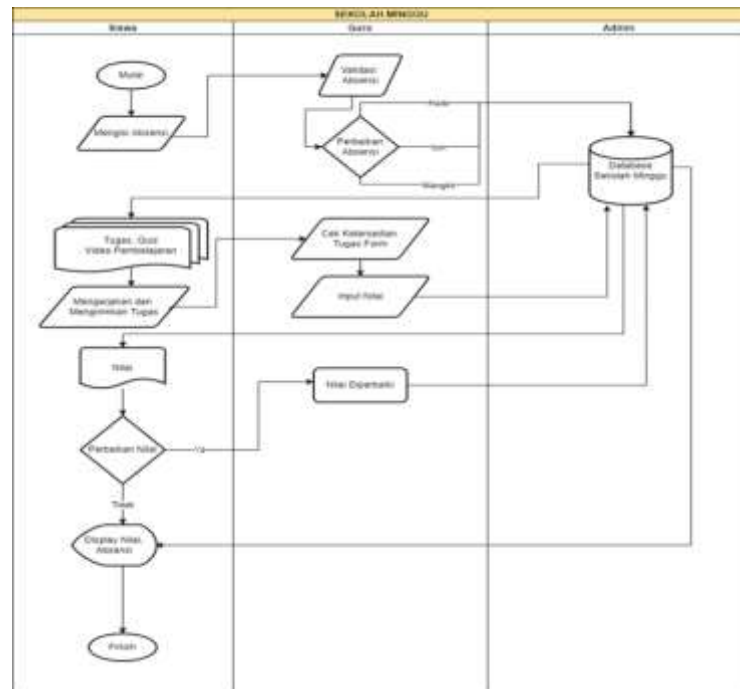 SEKOLAH MINGGU
Siswa
Guru
Admin
Mulai
Validasi
Absensi
Mengisi Absensi
Perbaikan
Absensi
Database
Sekolah Minggu
Tugas, Quiz
Video Pembelajaran
Cek Ketersedian
Tugas Form
Mengerjakan dan
Mengirimkan Tugas
Input Nilai
Nilai
Nilai Diperbaiki
Perbaikan Nilai
Ya
Tidak
Display Nilai,
Absensi